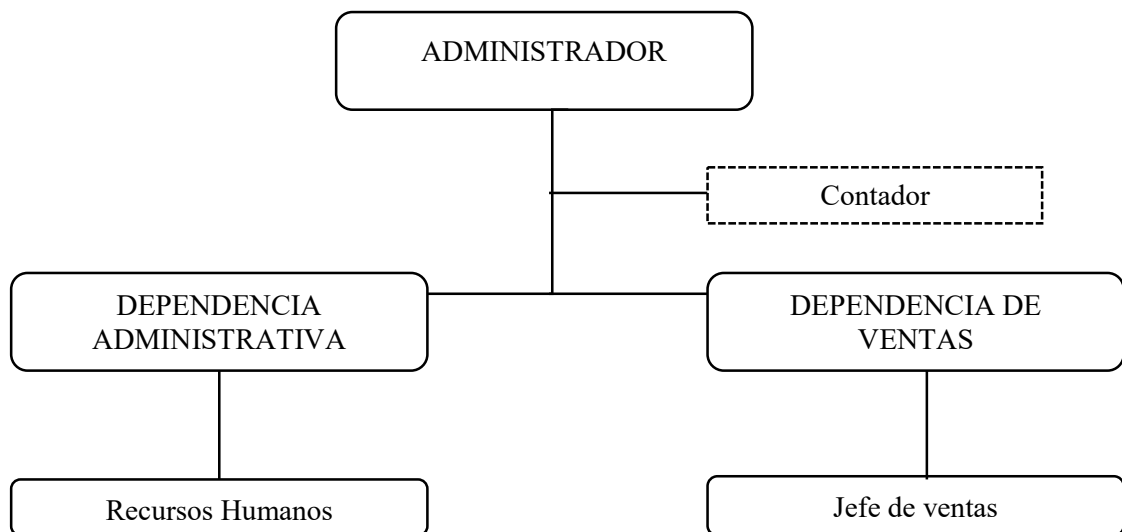 ADMINISTRADOR
Contador
DEPENDENCIA
ADMINISTRATIVA
DEPENDENCIA DE
VENTAS
Recursos Humanos
Jefe de ventas